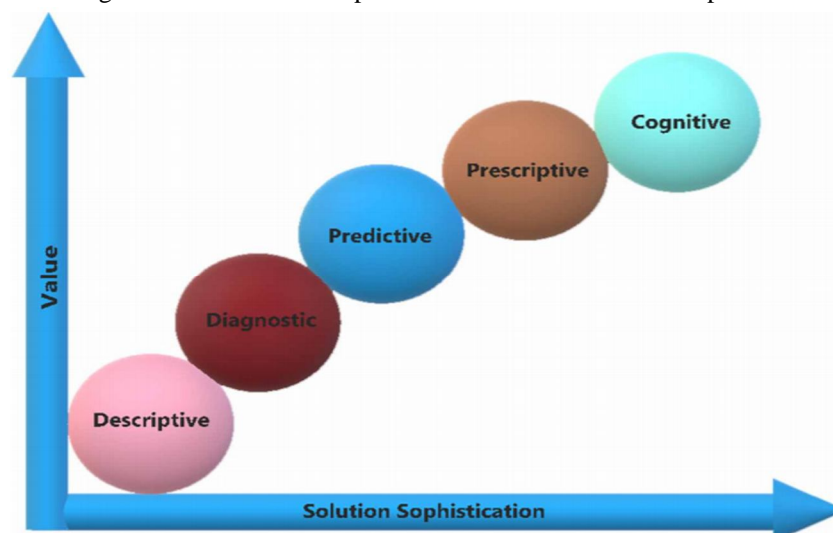 Cognitive
Prescriptive
Predictive
Value
Diagnostic
Descriptive
Solution Sophistication